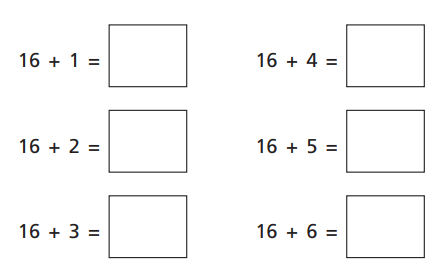 16 + 1 =
16 + 2 =
16 + 3 =
16 + 4 =
16 + 5 =
16 + 6 =